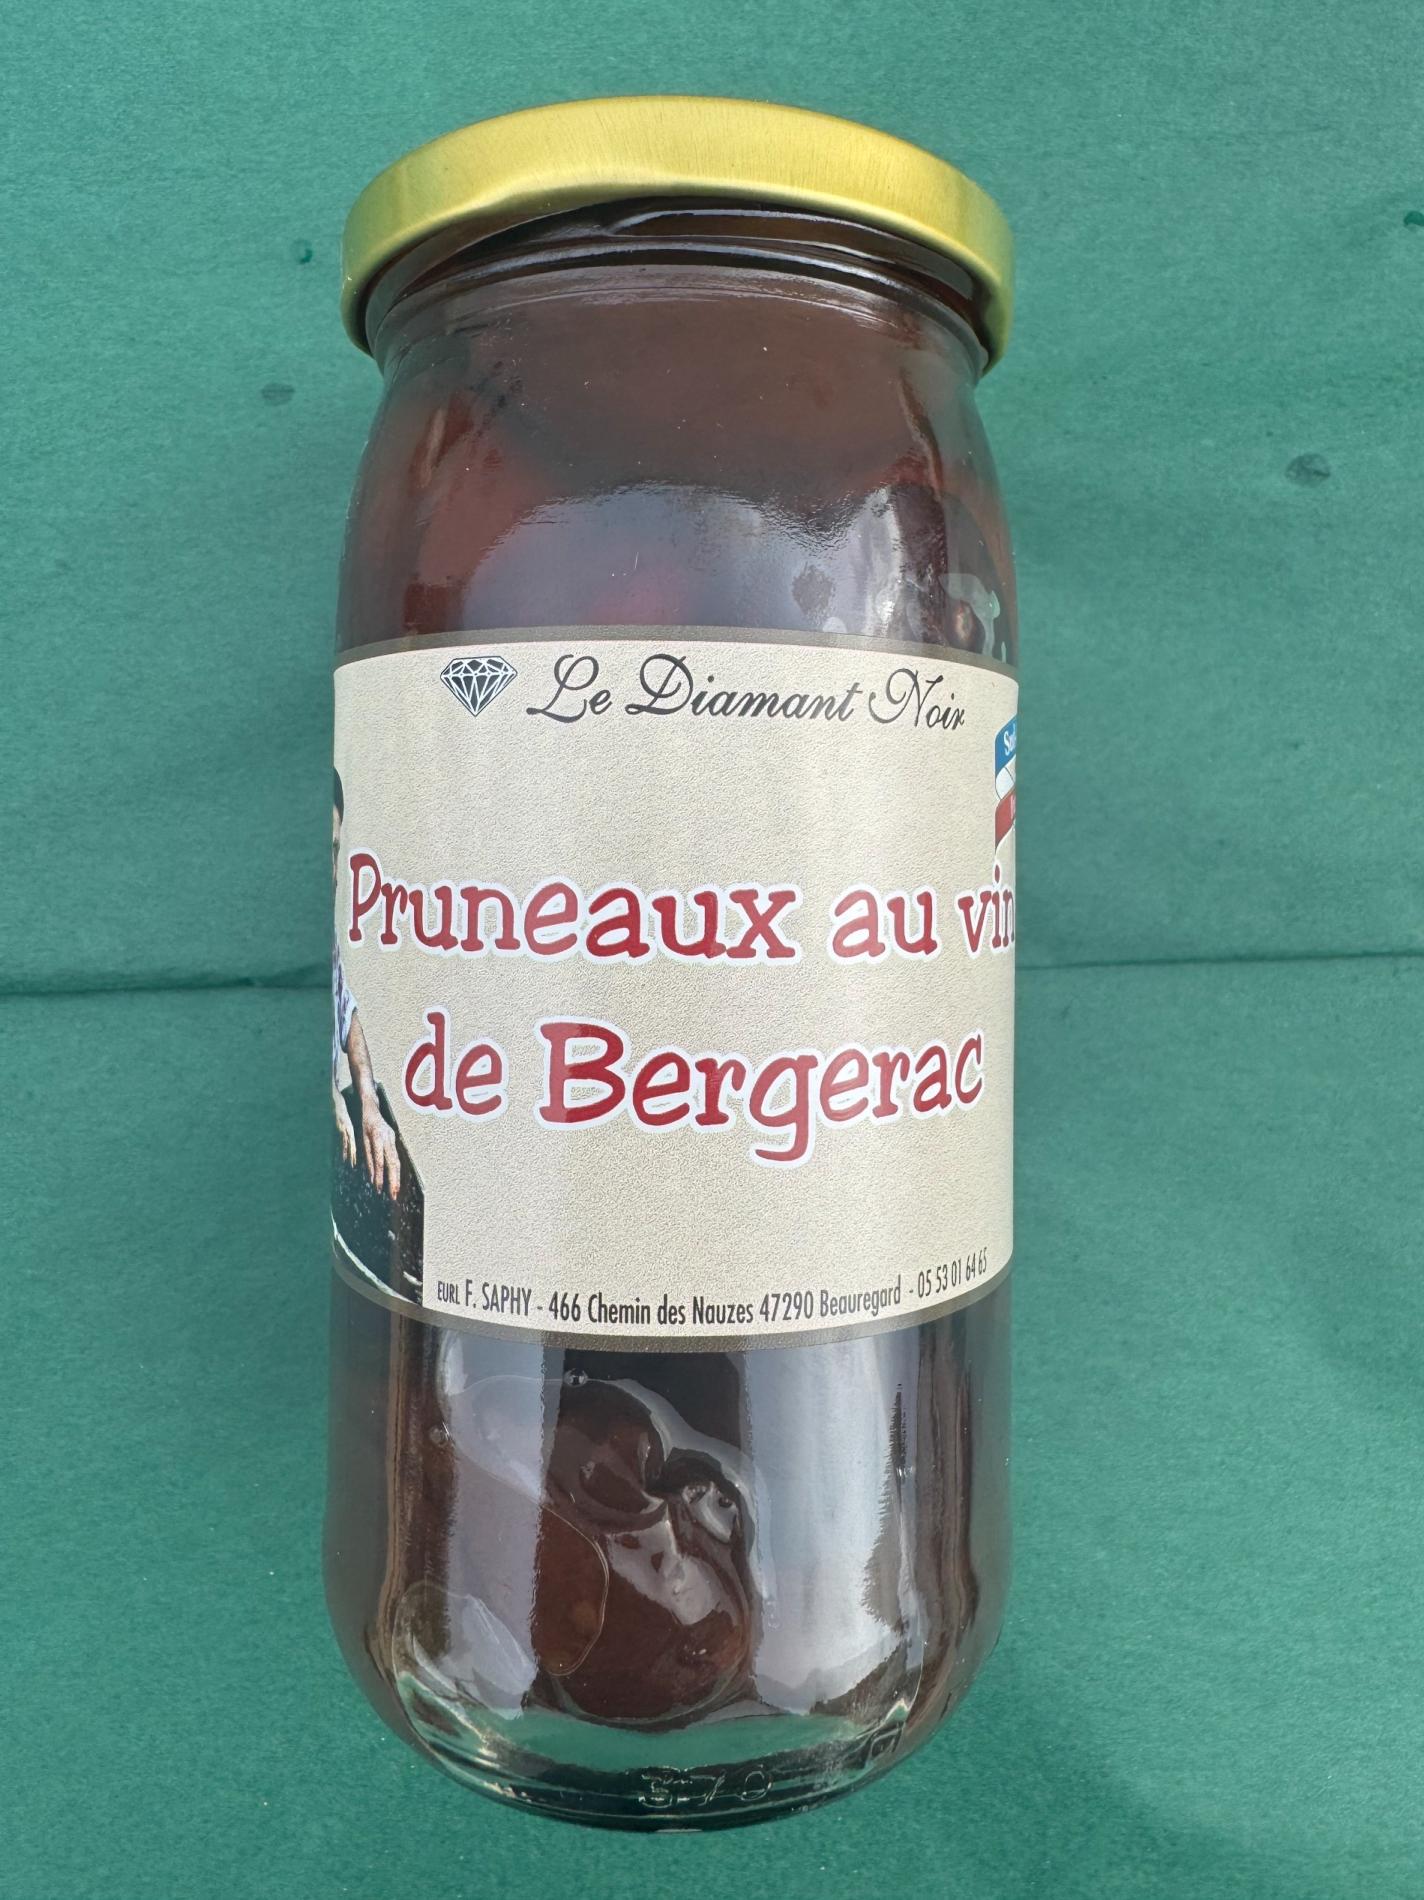 Le Diamant Noir
Pruneaux au vin
de Bergerac
EURL F. SAPHY - 466 Chemin des Nauzes 47290 Beauregard - 05 53 01 64 65
370